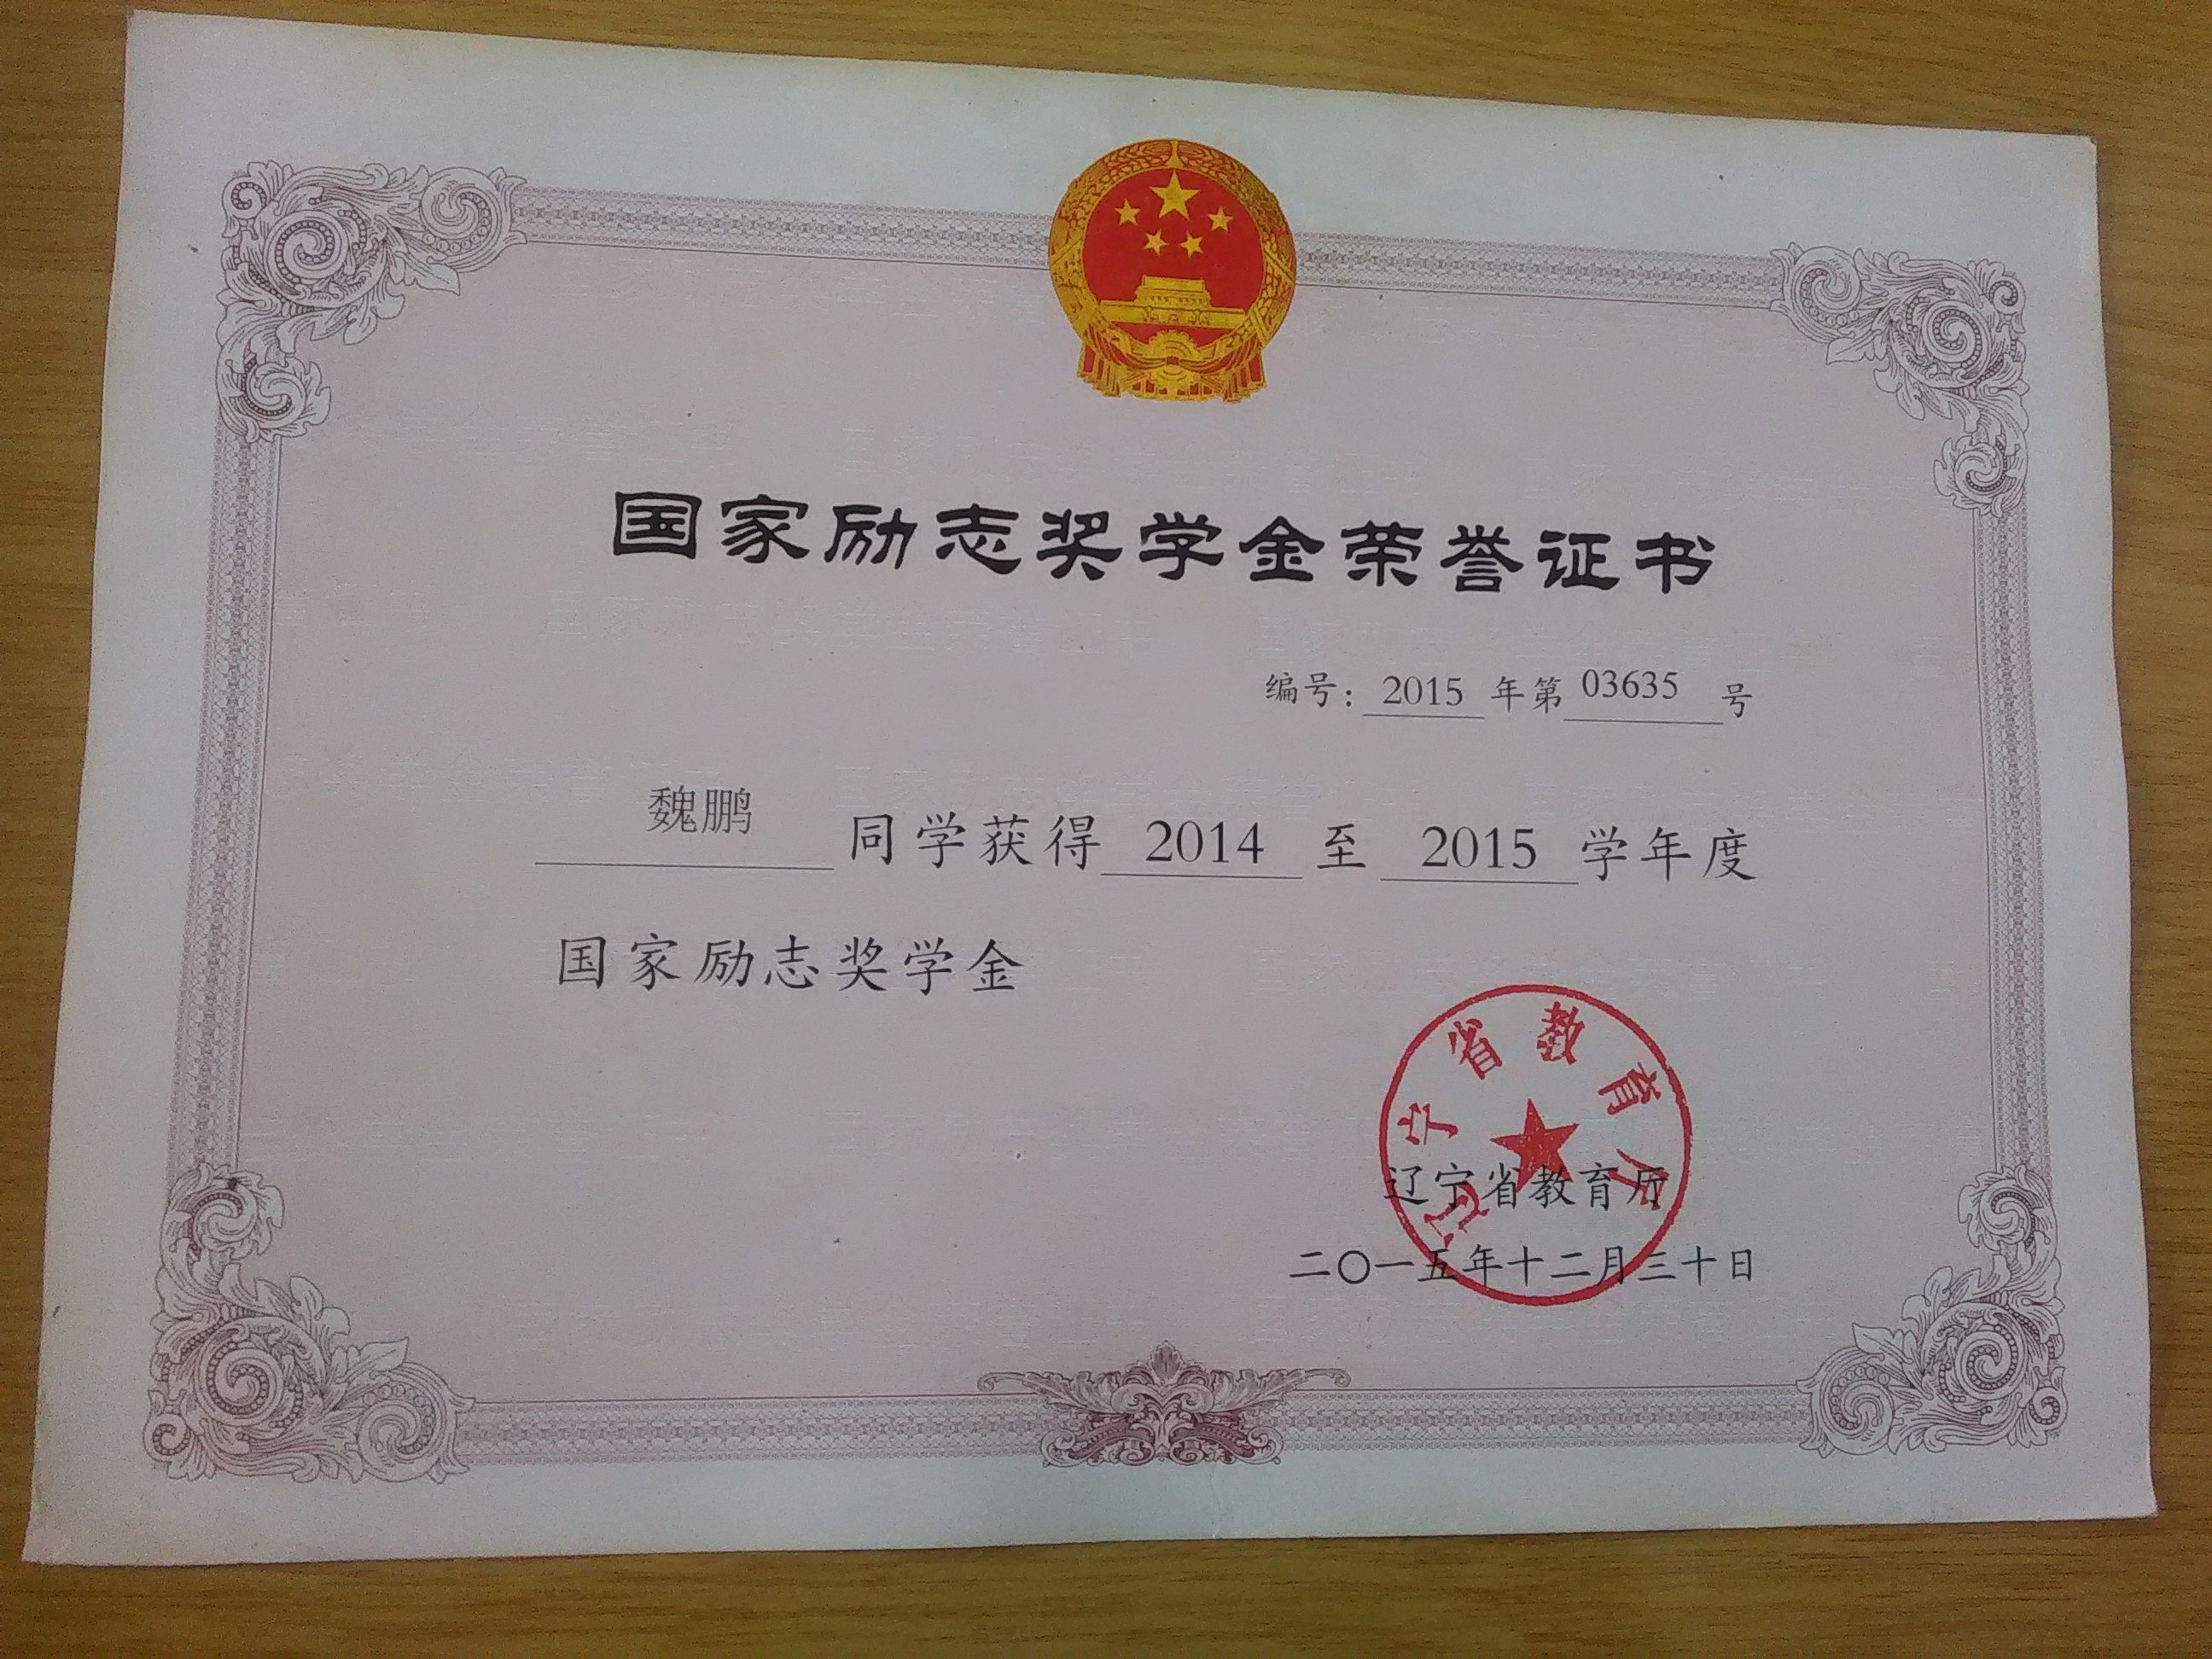 国家励志奖学金荣誉证书
编号：2015 年第 03635 号
魏鹏 同学获得 2014 至 2015 学年度
国家励志奖学金
辽宁省教育厅
辽宁省教育厅
二〇一五年十二月三十日